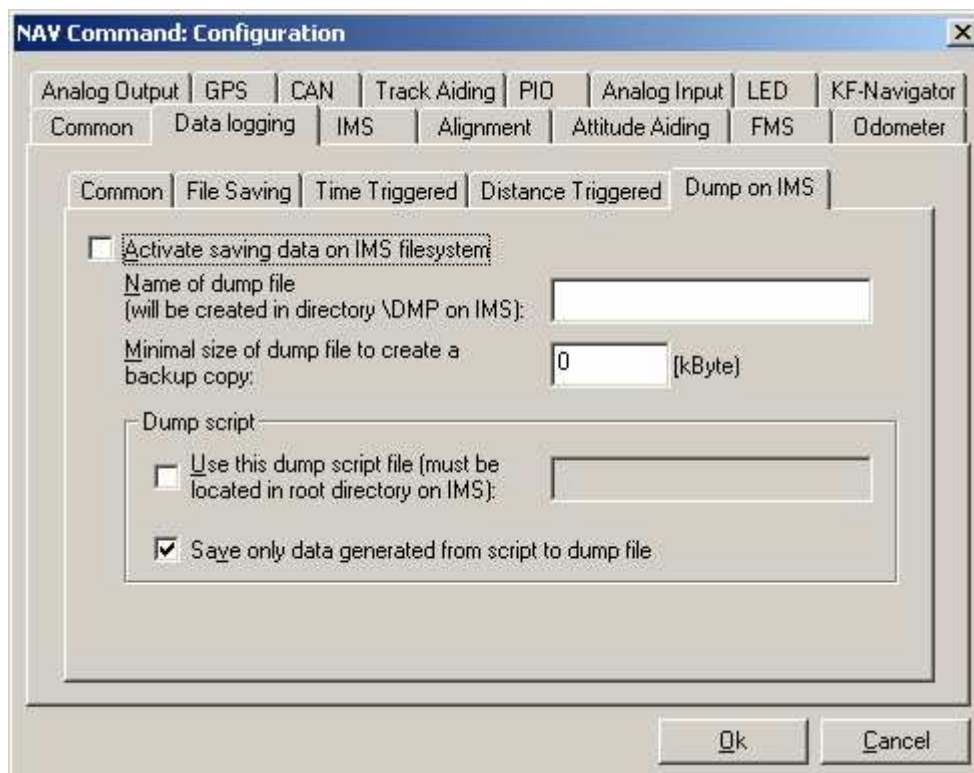 NAV Command: Configuration
Analog Output GPS CAN Track Aiding PIO Analog Input LED KF-Navigator
Common Data logging IMS Alignment Attitude Aiding FMS Odometer
Common File Saving Time Triggered Distance Triggered Dump on IMS
Activate saving data on IMS filesystem
Name of dump file
(will be created in directory \DMP on IMS):
Minimal size of dump file to create a
backup copy:
0 [kByte]
Dump script
Use this dump script file (must be
located in root directory on IMS):
Save only data generated from script to dump file
Ok Cancel